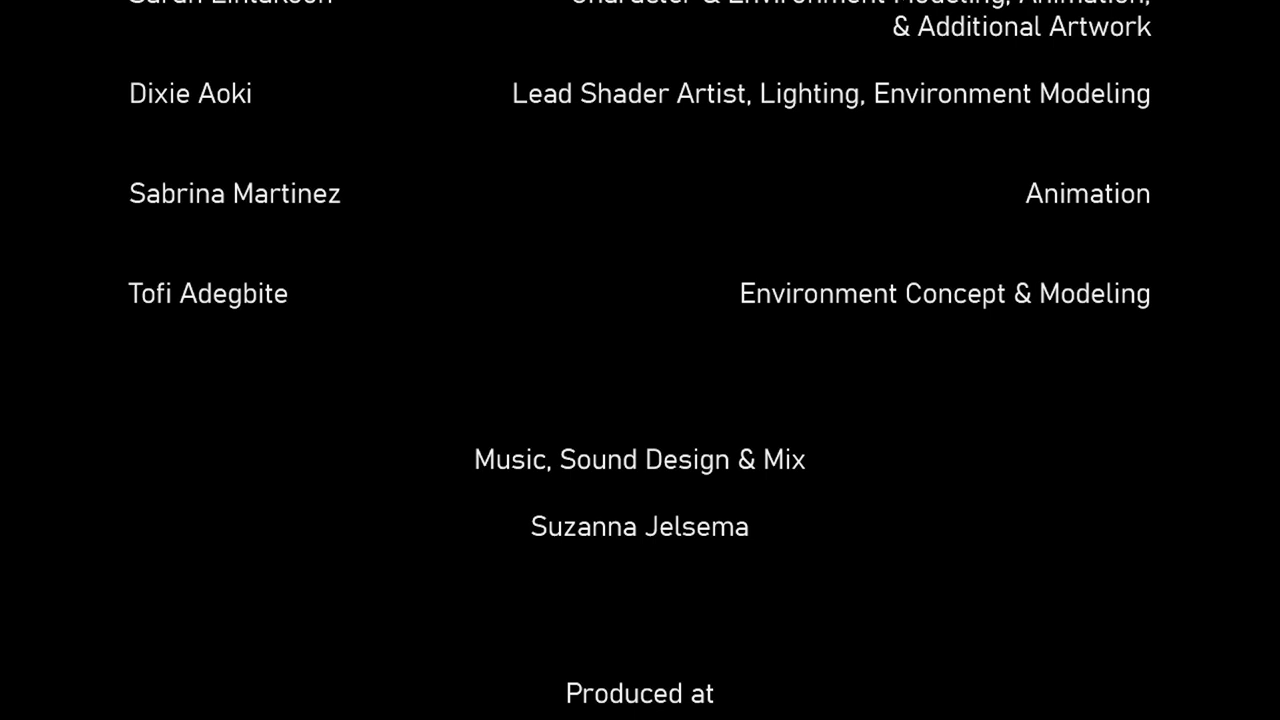 & Additional Artwork
Dixie Aoki Lead Shader Artist, Lighting, Environment Modeling
Sabrina Martinez Animation
Tofi Adegbite Environment Concept & Modeling
Music, Sound Design & Mix
Suzanna Jelsema
Produced at